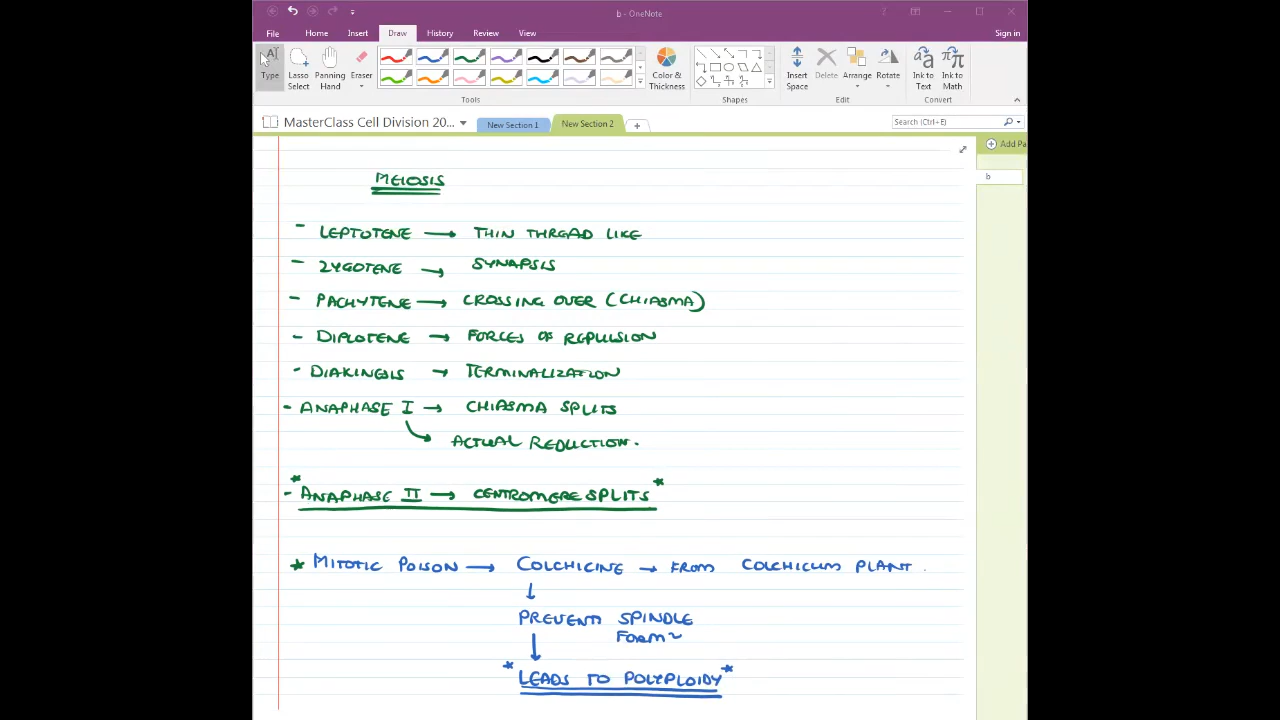 b - OneNote
File Home Insert Draw History Review View Sign in
Type Lasso Select Panning Hand Eraser Color & Thickness Insert Space Delete Arrange Rotate Ink to Text Ink to Math
Tools Shapes Edit Convert
MasterClass Cell Division 20... New Section 1 New Section 2 + Search (Ctrl+E)
Add Pa
b
MEIOSIS
- LEPTOTENE → THIN THREAD LIKE
- ZYGOTENE → SYNAPSIS
- PACHYTENE → CROSSING OVER (CHIASMA)
- DIPLOTENE → FORCES OF REPULSION
- DIAKINESIS → TERMINALIZATION
- ANAPHASE I → CHIASMA SPLITS
→ ACTUAL REDUCTION.
* - ANAPHASE II → CENTROMERE SPLITS *
* MITOTIC POISON → COLCHICINE → FROM COLCHICUM PLANT.
↓
PREVENTS SPINDLE
FORM~
↓
* LEADS TO POLYPLOIDY *